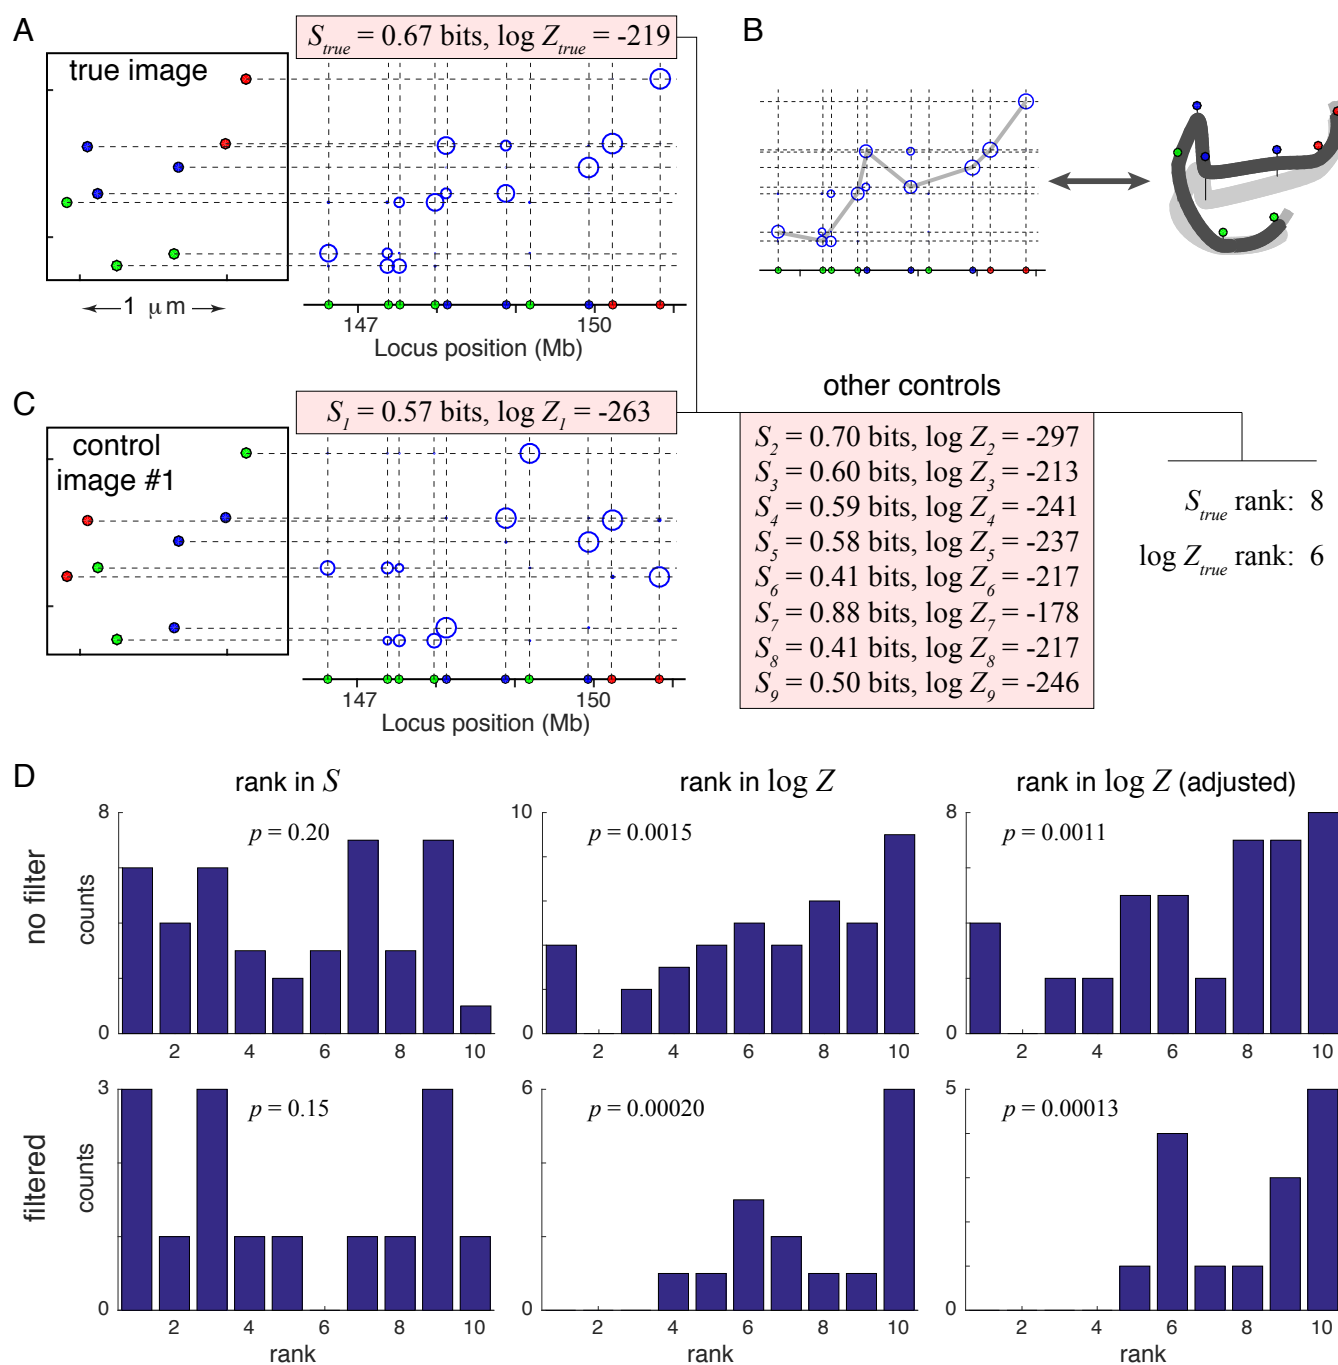 A
S_true = 0.67 bits, log Z_true = -219
B
true image
1 μm
147 150
Locus position (Mb)
C
S_1 = 0.57 bits, log Z_1 = -263
control
image #1
147 150
Locus position (Mb)
other controls
S_2 = 0.70 bits, log Z_2 = -297
S_3 = 0.60 bits, log Z_3 = -213
S_4 = 0.59 bits, log Z_4 = -241
S_5 = 0.58 bits, log Z_5 = -237
S_6 = 0.41 bits, log Z_6 = -217
S_7 = 0.88 bits, log Z_7 = -178
S_8 = 0.41 bits, log Z_8 = -217
S_9 = 0.50 bits, log Z_9 = -246
S_true rank: 8
log Z_true rank: 6
D
rank in S
rank in log Z
rank in log Z (adjusted)
no filter
counts
8
0
p = 0.20
2 4 6 8 10
10
0
p = 0.0015
2 4 6 8 10
8
0
p = 0.0011
2 4 6 8 10
filtered
counts
3
0
p = 0.15
2 4 6 8 10
rank
6
0
p = 0.00020
2 4 6 8 10
rank
5
0
p = 0.00013
2 4 6 8 10
rank